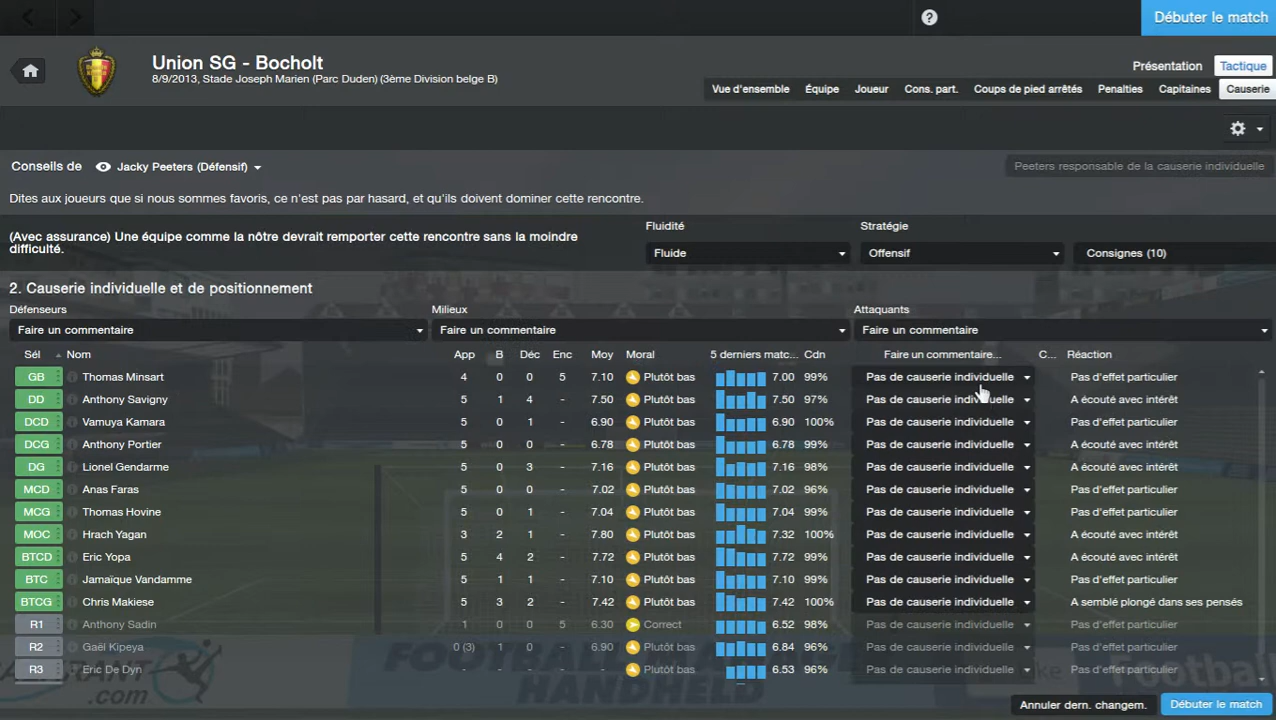 Débuter le match
Union SG - Bocholt
8/9/2013, Stade Joseph Marien (Parc Duden) (3ème Division belge B)
Présentation Tactique
Vue d'ensemble Équipe Joueur Cons. part. Coups de pied arrêtés Penalties Capitaines Causerie
Conseils de Jacky Peeters (Défensif) Peeters responsable de la causerie individuelle
Dites aux joueurs que si nous sommes favoris, ce n'est pas par hasard, et qu'ils doivent dominer cette rencontre.
Fluidité Stratégie
(Avec assurance) Une équipe comme la nôtre devrait remporter cette rencontre sans la moindre
difficulté.
Fluide Offensif Consignes (10)
2. Causerie individuelle et de positionnement
Défenseurs Milieux Attaquants
Faire un commentaire Faire un commentaire Faire un commentaire
Sél Nom App B Déc Enc Moy Moral 5 derniers matc... Cdn Faire un commentaire... C... Réaction
GB Thomas Minsart 4 0 0 5 7.10 Plutôt bas 7.00 99% Pas de causerie individuelle Pas d'effet particulier
DD Anthony Savigny 5 1 4 - 7.50 Plutôt bas 7.50 97% Pas de causerie individuelle A écouté avec intérêt
DCD Vamuya Kamara 5 0 1 - 6.90 Plutôt bas 6.90 100% Pas de causerie individuelle Pas d'effet particulier
DCG Anthony Portier 5 0 0 - 6.78 Plutôt bas 6.78 99% Pas de causerie individuelle A écouté avec intérêt
DG Lionel Gendarme 5 0 3 - 7.16 Plutôt bas 7.16 98% Pas de causerie individuelle A écouté avec intérêt
MCD Anas Faras 5 0 0 - 7.02 Plutôt bas 7.02 96% Pas de causerie individuelle Pas d'effet particulier
MCG Thomas Hovine 5 0 1 - 7.04 Plutôt bas 7.04 99% Pas de causerie individuelle Pas d'effet particulier
MOC Hrach Yagan 3 2 1 - 7.80 Plutôt bas 7.32 100% Pas de causerie individuelle A écouté avec intérêt
BTCD Eric Yopa 5 4 2 - 7.72 Plutôt bas 7.72 99% Pas de causerie individuelle A écouté avec intérêt
BTC Jamaïque Vandamme 5 1 1 - 7.10 Plutôt bas 7.10 99% Pas de causerie individuelle Pas d'effet particulier
BTCG Chris Makiese 5 3 2 - 7.42 Plutôt bas 7.42 100% Pas de causerie individuelle A semblé plongé dans ses pensés
R1 Anthony Sadin 1 0 0 5 6.30 Correct 6.52 98% Pas de causerie individuelle Pas d'effet particulier
R2 Gaël Kipeya 0 (3) 1 0 - 6.90 Plutôt bas 6.84 96% Pas de causerie individuelle Pas d'effet particulier
R3 Eric De Dyn - - - - - Plutôt bas 6.53 96% Pas de causerie individuelle Pas d'effet particulier
FOOTBALL
HANDHELD
Football
.com
Annuler dern. changem. Débuter le match